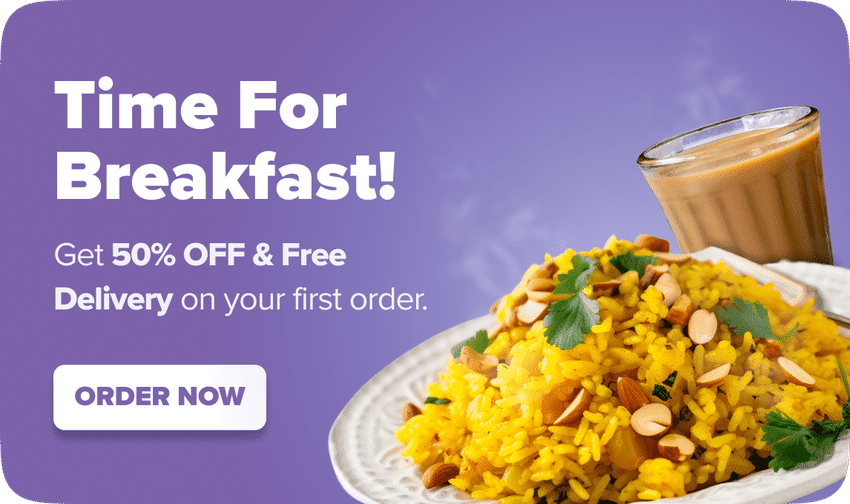 Time For
Breakfast!
Get 50% OFF & Free
Delivery on your first order.
ORDER NOW